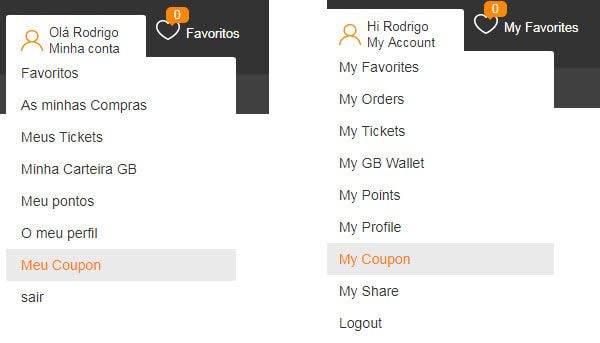 Olá Rodrigo
Minha conta
0
Favoritos
Favoritos
As minhas Compras
Meus Tickets
Minha Carteira GB
Meu pontos
O meu perfil
Meu Coupon
sair
Hi Rodrigo
My Account
0
My Favorites
My Favorites
My Orders
My Tickets
My GB Wallet
My Points
My Profile
My Coupon
My Share
Logout